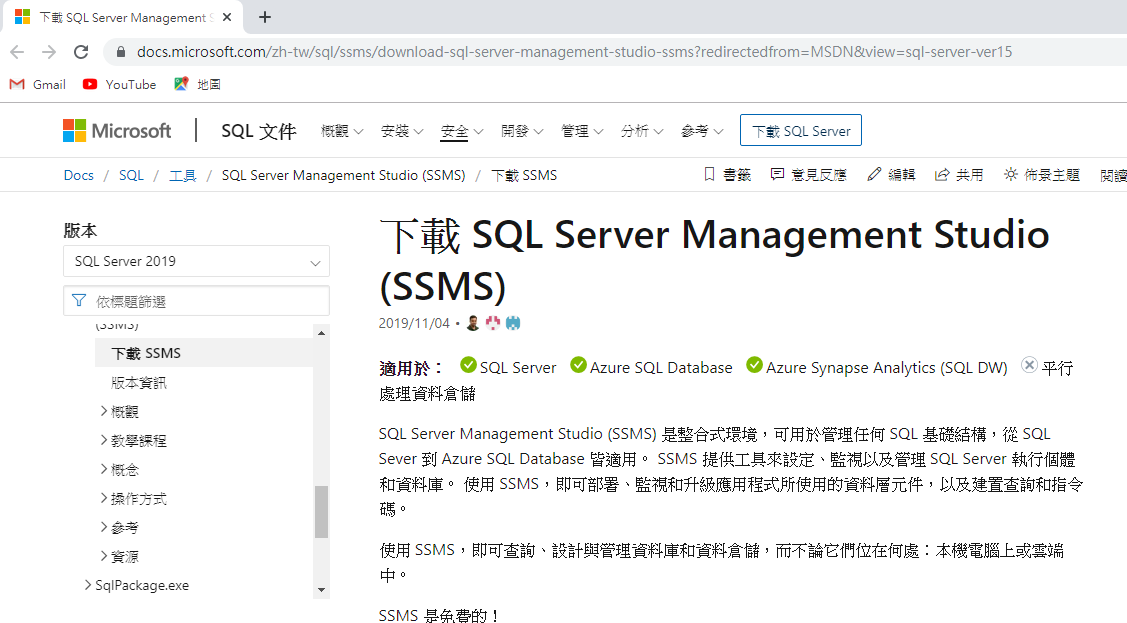 下載 SQL Server Management S
docs.microsoft.com/zh-tw/sql/ssms/download-sql-server-management-studio-ssms?redirectedfrom=MSDN&view=sql-server-ver15
Gmail YouTube 地圖
Microsoft SQL 文件 概觀 安裝 安全 開發 管理 分析 參考 下載 SQL Server
Docs / SQL / 工具 / SQL Server Management Studio (SSMS) / 下載 SSMS 書籤 意見反應 編輯 共用 佈景主題 閱讀
版本
SQL Server 2019
依標題篩選
(SSMS)
下載 SSMS
版本資訊
概觀
教學課程
概念
操作方式
參考
資源
SqlPackage.exe
下載 SQL Server Management Studio
(SSMS)
2019/11/04 •
適用於： SQL Server Azure SQL Database Azure Synapse Analytics (SQL DW) 平行
處理資料倉儲
SQL Server Management Studio (SSMS) 是整合式環境，可用於管理任何 SQL 基礎結構，從 SQL
Sever 到 Azure SQL Database 皆適用。 SSMS 提供工具來設定、監視以及管理 SQL Server 執行個體
和資料庫。 使用 SSMS，即可部署、監視和升級應用程式所使用的資料層元件，以及建置查詢和指令
碼。
使用 SSMS，即可查詢、設計與管理資料庫和資料倉儲，而不論它們位在何處：本機電腦上或雲端
中。
SSMS 是免費的！